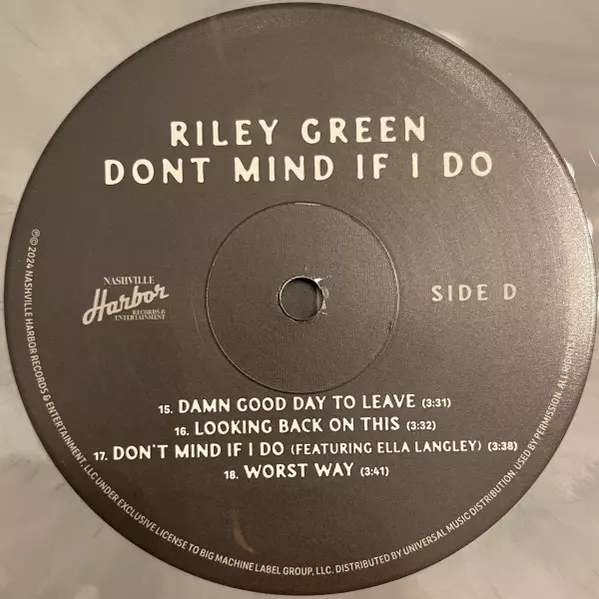 RILEY GREEN
DONT MIND IF I DO
NASHVILLE
Harbor
RECORDS &
ENTERTAINMENT
SIDE D
15. DAMN GOOD DAY TO LEAVE (3:31)
16. LOOKING BACK ON THIS (3:32)
17. DON'T MIND IF I DO (FEATURING ELLA LANGLEY) (3:38)
18. WORST WAY (3:41)
℗© 2024 NASHVILLE HARBOR RECORDS & ENTERTAINMENT, LLC UNDER EXCLUSIVE LICENSE TO BIG MACHINE LABEL GROUP, LLC. DISTRIBUTED BY UNIVERSAL MUSIC DISTRIBUTION. USED BY PERMISSION. ALL RIGHTS